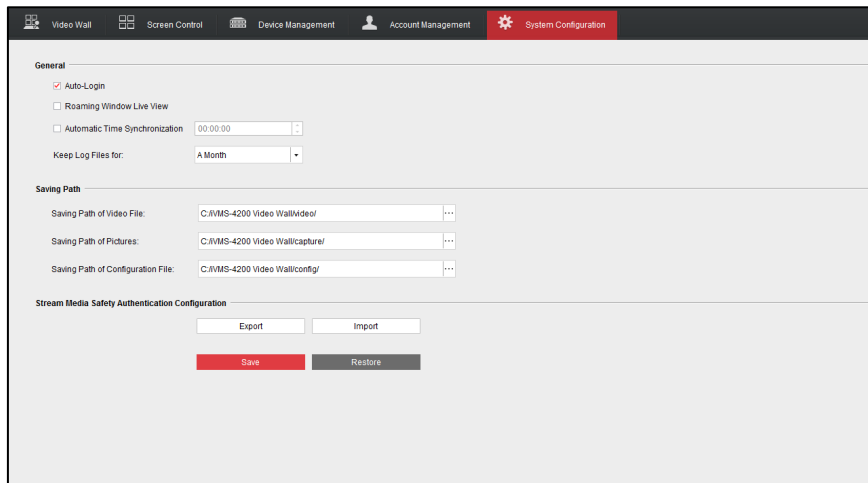 Video Wall Screen Control Device Management Account Management System Configuration
General
Auto-Login
Roaming Window Live View
Automatic Time Synchronization 00:00:00
Keep Log Files for: A Month
Saving Path
Saving Path of Video File: C:/iVMS-4200 Video Wall/video/ ...
Saving Path of Pictures: C:/iVMS-4200 Video Wall/capture/ ...
Saving Path of Configuration File: C:/iVMS-4200 Video Wall/config/ ...
Stream Media Safety Authentication Configuration
Export Import
Save Restore